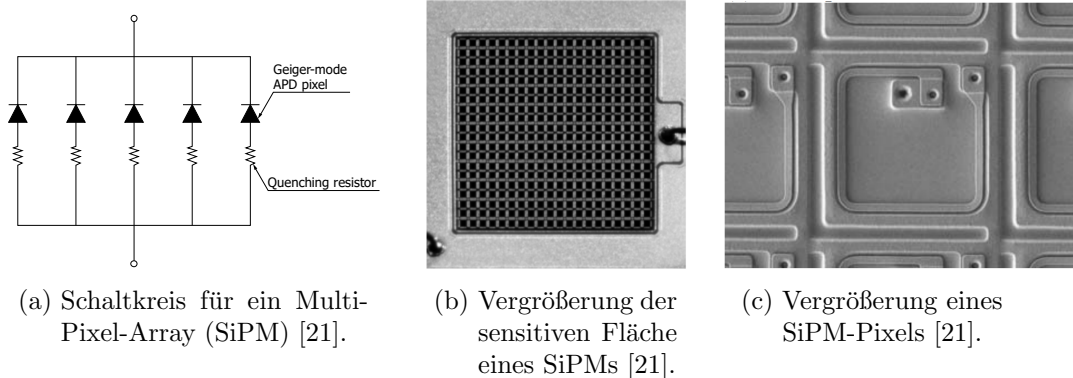 Geiger-mode
APD pixel
Quenching resistor
(a) Schaltkreis für ein Multi-
Pixel-Array (SiPM) [21].
(b) Vergrößerung der
sensitiven Fläche
eines SiPMs [21].
(c) Vergrößerung eines
SiPM-Pixels [21].